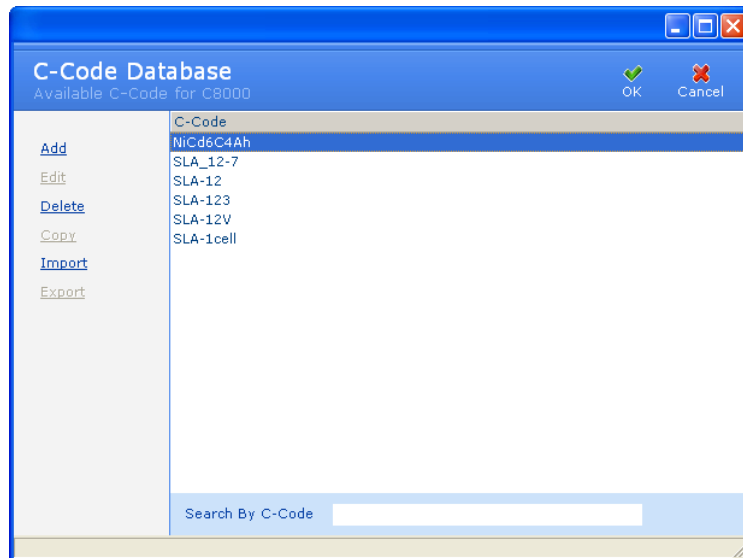 C-Code Database
Available C-Code for C8000
OK
Cancel
Add
Edit
Delete
Copy
Import
Export
C-Code
NiCd6C4Ah
SLA_12-7
SLA-12
SLA-123
SLA-12V
SLA-1cell
Search By C-Code